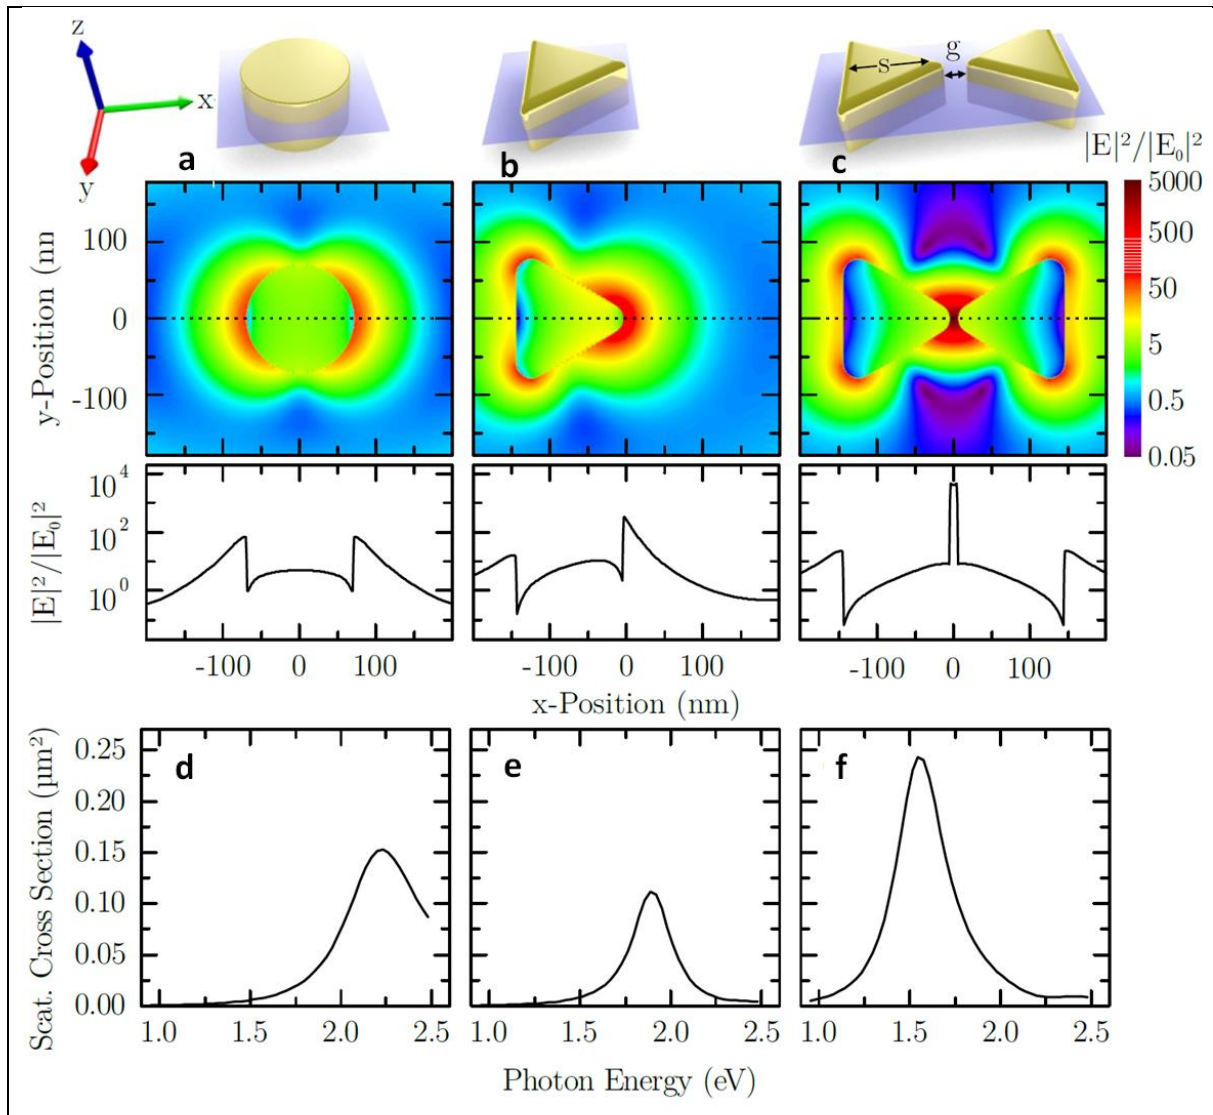 z
x
y
s
g
a
b
c
|E|²/|E₀|²
5000
500
50
5
0.5
0.05
y-Position (nn
100
0
-100
|E|²/|E₀|²
10⁴
10²
10⁰
-100 0 100 -100 0 100 -100 0 100
x-Position (nm)
Scat. Cross Section (µm²)
0.25
0.20
0.15
0.10
0.05
0.00
d
e
f
1.0 1.5 2.0 2.5 1.0 1.5 2.0 2.5 1.0 1.5 2.0 2.5
Photon Energy (eV)